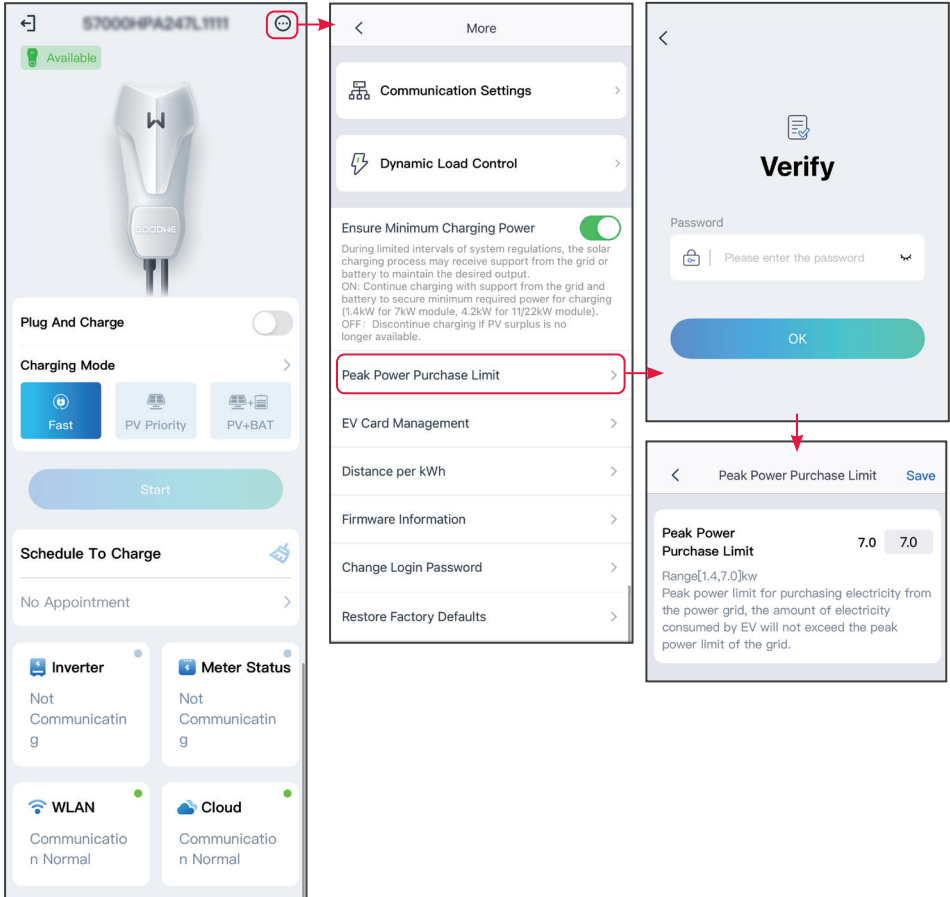 57000HPA247L1111
Available
GOODWE
Plug And Charge
Charging Mode
Fast
PV Priority
PV+BAT
Start
Schedule To Charge
No Appointment
Inverter
Not
Communicatin
g
Meter Status
Not
Communicatin
g
WLAN
Communicatio
n Normal
Cloud
Communicatio
n Normal
More
Communication Settings
Dynamic Load Control
Ensure Minimum Charging Power
During limited intervals of system regulations, the solar
charging process may receive support from the grid or
battery to maintain the desired output.
ON: Continue charging with support from the grid and
battery to secure minimum required power for charging
(1.4kW for 7kW module, 4.2kW for 11/22kW module).
OFF: Discontinue charging if PV surplus is no
longer available.
Peak Power Purchase Limit
EV Card Management
Distance per kWh
Firmware Information
Change Login Password
Restore Factory Defaults
Verify
Password
Please enter the password
OK
Peak Power Purchase Limit Save
Peak Power
Purchase Limit
7.0 7.0
Range[1.4,7.0]kw
Peak power limit for purchasing electricity from
the power grid, the amount of electricity
consumed by EV will not exceed the peak
power limit of the grid.